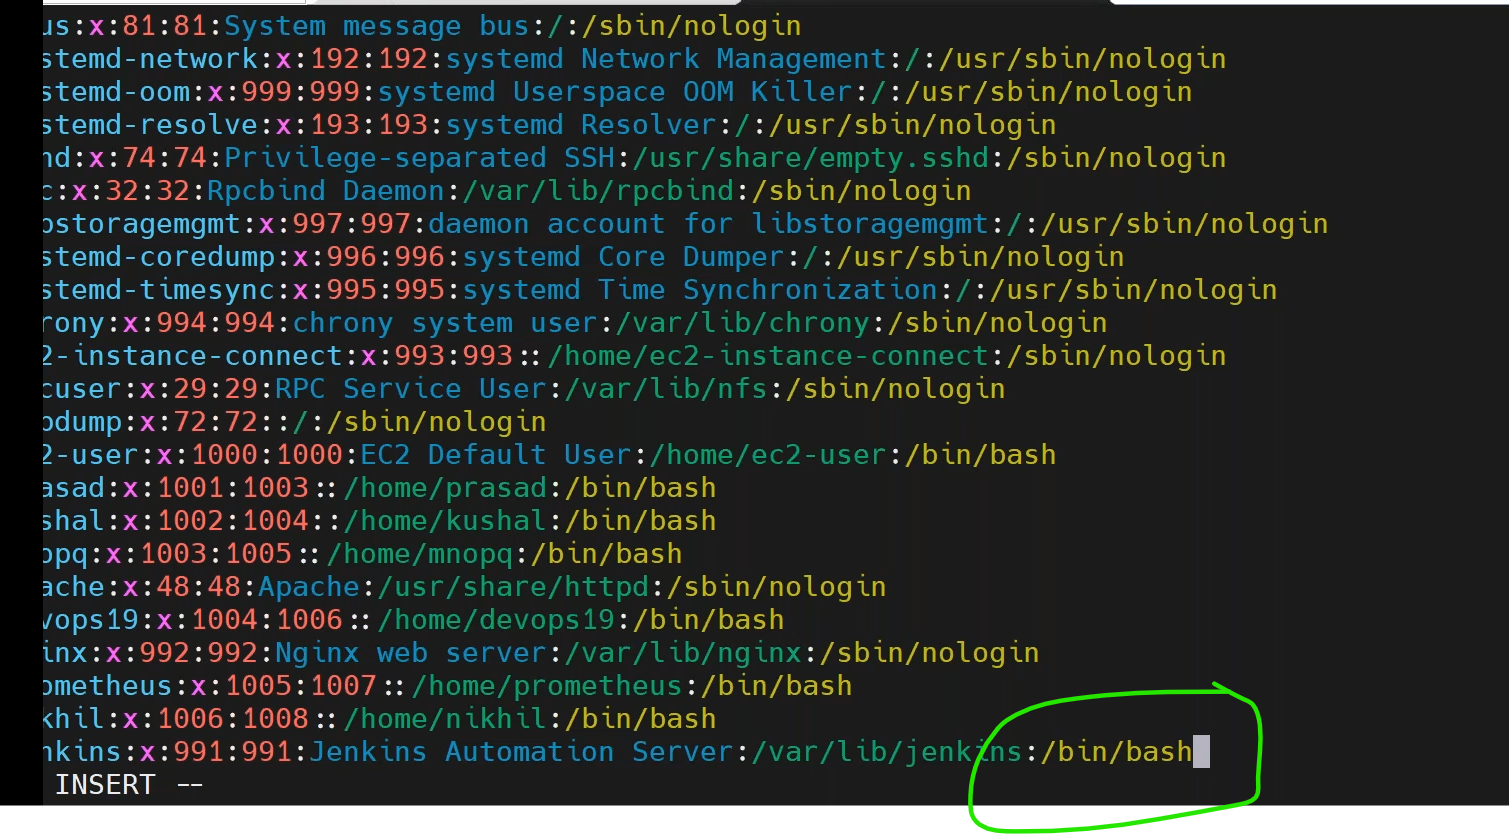 us:x:81:81:System message bus:/:/sbin/nologin
stemd-network:x:192:192:systemd Network Management:/:/usr/sbin/nologin
stemd-oom:x:999:999:systemd Userspace OOM Killer:/:/usr/sbin/nologin
stemd-resolve:x:193:193:systemd Resolver:/:/usr/sbin/nologin
hd:x:74:74:Privilege-separated SSH:/usr/share/empty.sshd:/sbin/nologin
c:x:32:32:Rpcbind Daemon:/var/lib/rpcbind:/sbin/nologin
bstoragemgmt:x:997:997:daemon account for libstoragemgmt:/:/usr/sbin/nologin
stemd-coredump:x:996:996:systemd Core Dumper:/:/usr/sbin/nologin
stemd-timesync:x:995:995:systemd Time Synchronization:/:/usr/sbin/nologin
rony:x:994:994:chrony system user:/var/lib/chrony:/sbin/nologin
2-instance-connect:x:993:993::/home/ec2-instance-connect:/sbin/nologin
cuser:x:29:29:RPC Service User:/var/lib/nfs:/sbin/nologin
pdump:x:72:72::/:/sbin/nologin
2-user:x:1000:1000:EC2 Default User:/home/ec2-user:/bin/bash
asad:x:1001:1003::/home/prasad:/bin/bash
shal:x:1002:1004::/home/kushal:/bin/bash
opq:x:1003:1005::/home/mnopq:/bin/bash
ache:x:48:48:Apache:/usr/share/httpd:/sbin/nologin
vops19:x:1004:1006::/home/devops19:/bin/bash
inx:x:992:992:Nginx web server:/var/lib/nginx:/sbin/nologin
ometheus:x:1005:1007::/home/prometheus:/bin/bash
khil:x:1006:1008::/home/nikhil:/bin/bash
nkins:x:991:991:Jenkins Automation Server:/var/lib/jenkins:/bin/bash
INSERT --